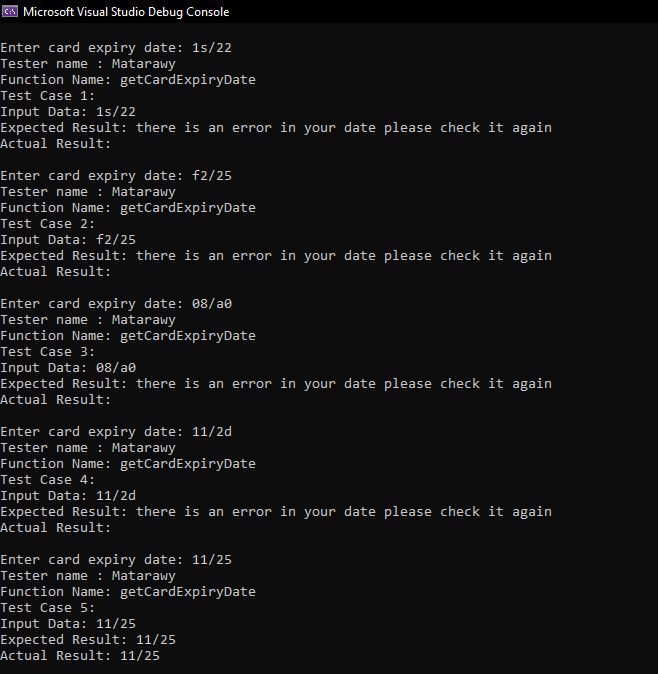 Microsoft Visual Studio Debug Console
Enter card expiry date: 1s/22
Tester name : Matarawy
Function Name: getCardExpiryDate
Test Case 1:
Input Data: 1s/22
Expected Result: there is an error in your date please check it again
Actual Result:
Enter card expiry date: f2/25
Tester name : Matarawy
Function Name: getCardExpiryDate
Test Case 2:
Input Data: f2/25
Expected Result: there is an error in your date please check it again
Actual Result:
Enter card expiry date: 08/a0
Tester name : Matarawy
Function Name: getCardExpiryDate
Test Case 3:
Input Data: 08/a0
Expected Result: there is an error in your date please check it again
Actual Result:
Enter card expiry date: 11/2d
Tester name : Matarawy
Function Name: getCardExpiryDate
Test Case 4:
Input Data: 11/2d
Expected Result: there is an error in your date please check it again
Actual Result:
Enter card expiry date: 11/25
Tester name : Matarawy
Function Name: getCardExpiryDate
Test Case 5:
Input Data: 11/25
Expected Result: 11/25
Actual Result: 11/25